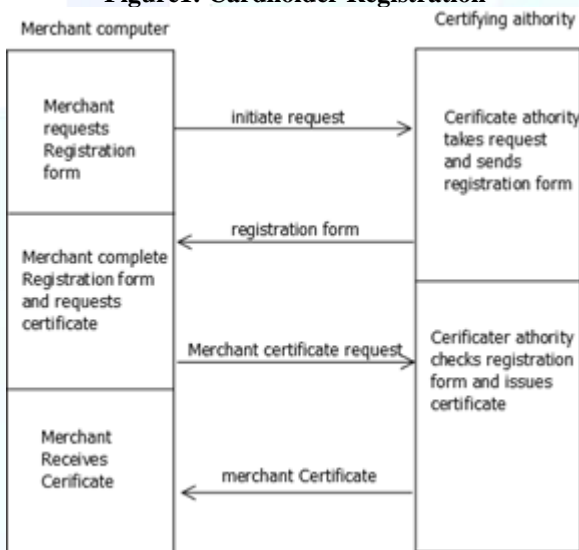 Figure1: Cardholder Registration
Merchant computer
Certifying aithority
Merchant
requests
Registration
form
initiate request
Cerificate athority
takes request
and sends
registration form
registration form
Merchant complete
Registration form
and requests
certificate
Merchant certificate request
Cerificater athority
checks registration
form and issues
certificate
Merchant
Receives
Cerificate
merchant Certificate